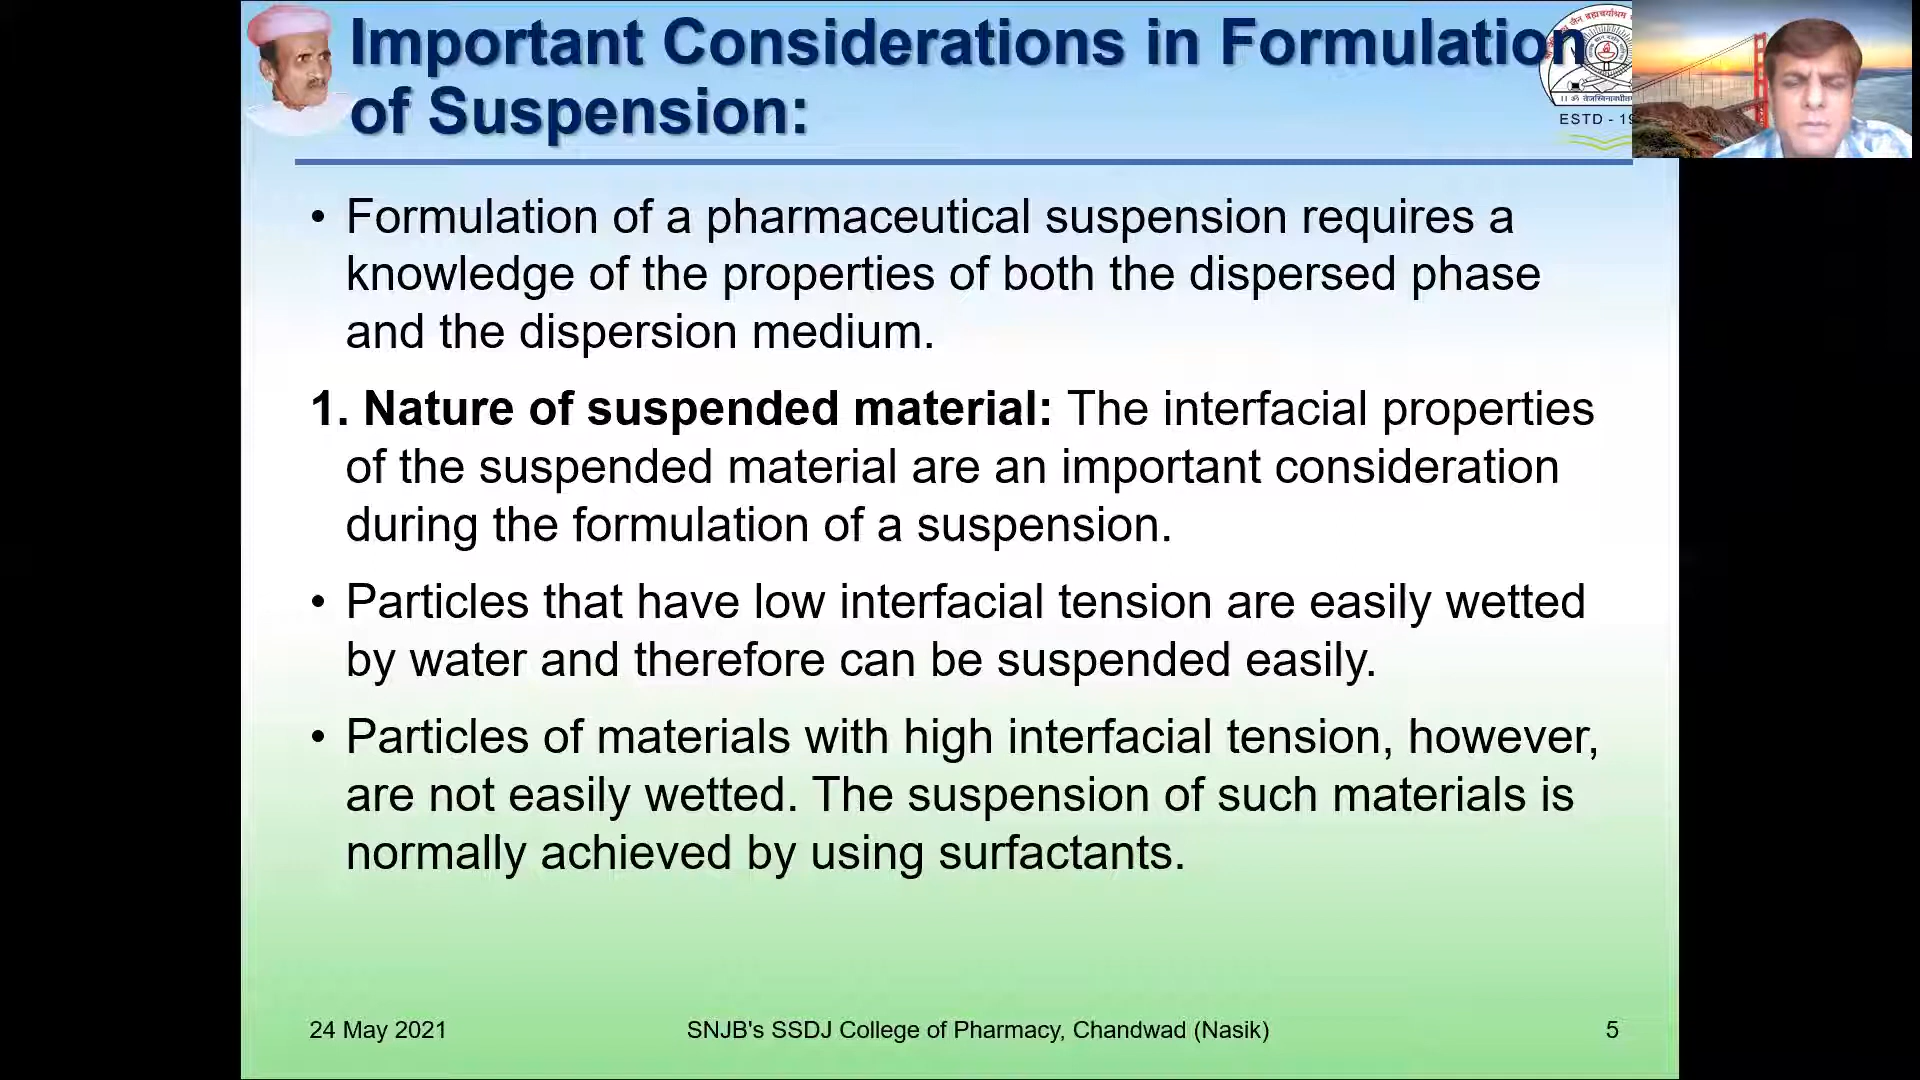 Important Considerations in Formulation
of Suspension:
ESTD - 19
• Formulation of a pharmaceutical suspension requires a
knowledge of the properties of both the dispersed phase
and the dispersion medium.
1. Nature of suspended material: The interfacial properties
of the suspended material are an important consideration
during the formulation of a suspension.
• Particles that have low interfacial tension are easily wetted
by water and therefore can be suspended easily.
• Particles of materials with high interfacial tension, however,
are not easily wetted. The suspension of such materials is
normally achieved by using surfactants.
24 May 2021
SNJB's SSDJ College of Pharmacy, Chandwad (Nasik)
5